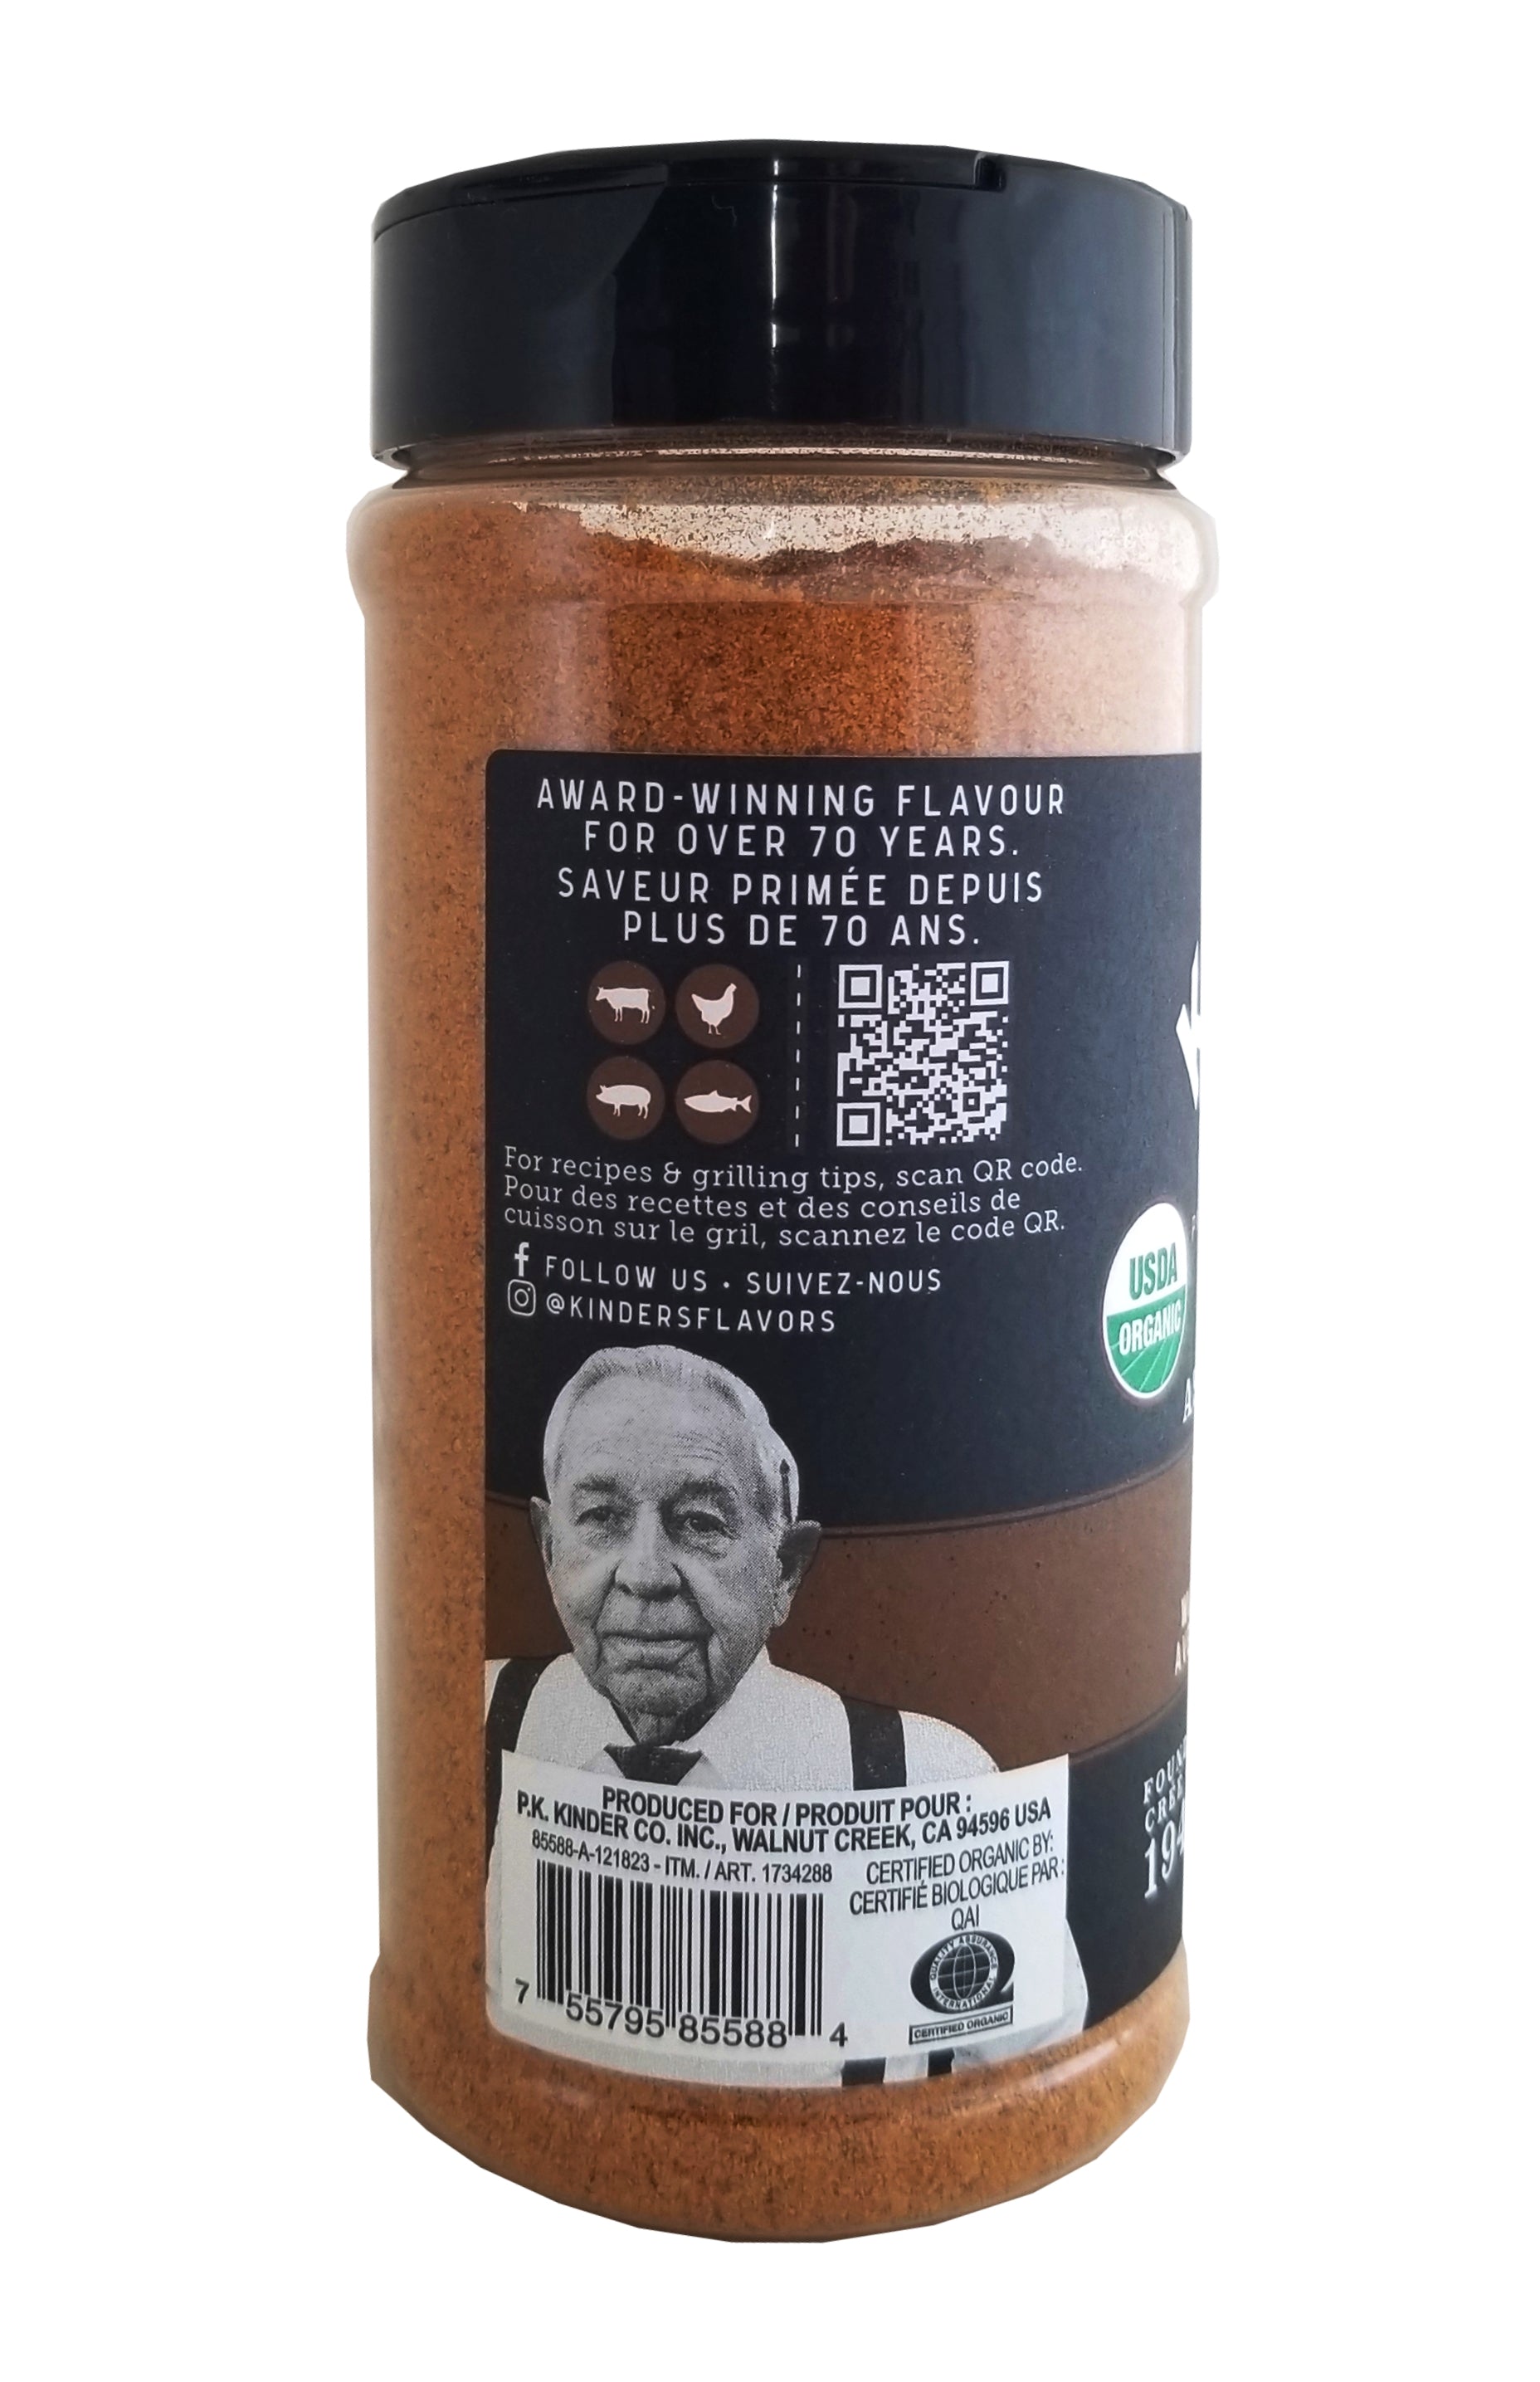 AWARD-WINNING FLAVOUR
FOR OVER 70 YEARS.
SAVEUR PRIMÉE DEPUIS
PLUS DE 70 ANS.
For recipes & grilling tips, scan QR code.
Pour des recettes et des conseils de
cuisson sur le gril, scannez le code QR.
FOLLOW US • SUIVEZ-NOUS
@KINDERSFLAVORS
USDA
ORGANIC
PRODUCED FOR / PRODUIT POUR :
P.K. KINDER CO. INC., WALNUT CREEK, CA 94596 USA
85588-A-121823 - ITM. / ART. 1734288
CERTIFIED ORGANIC BY:
CERTIFIÉ BIOLOGIQUE PAR :
QAI
QUALITY ASSURANCE
INTERNATIONAL
CERTIFIED ORGANIC
7 55795 85588 4